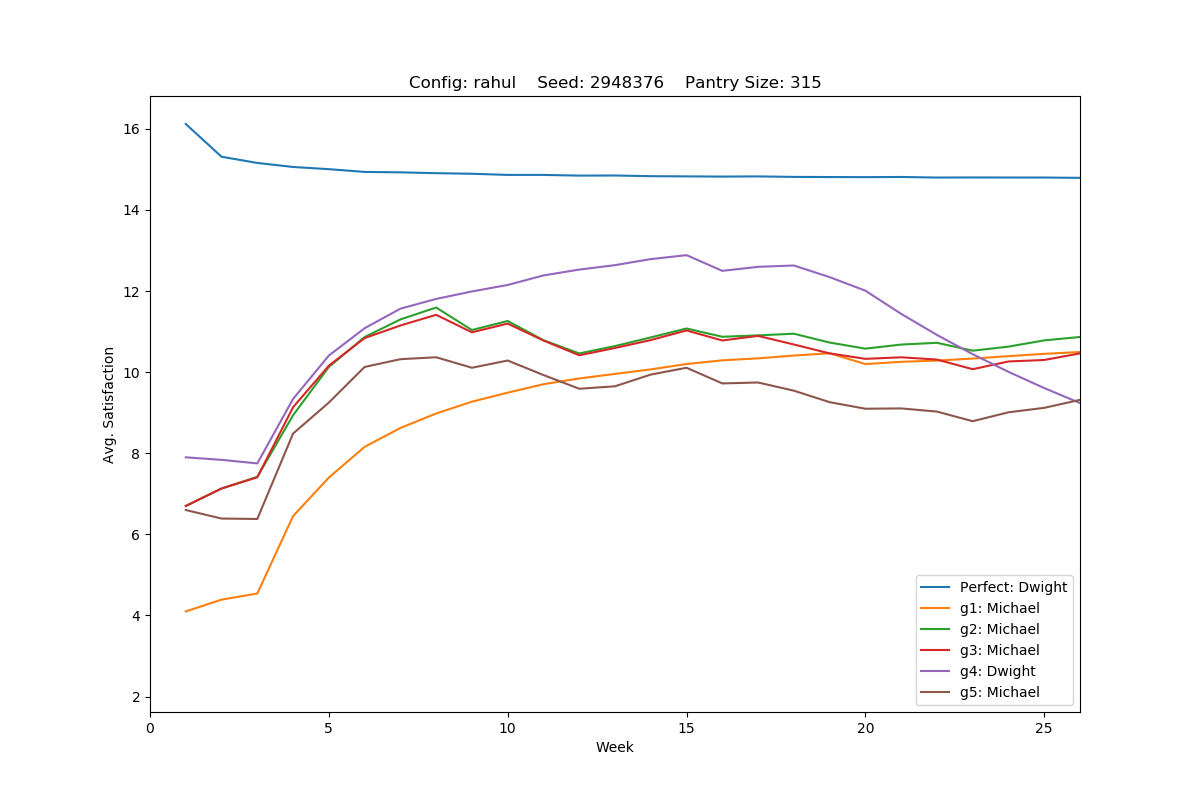 Config: rahul    Seed: 2948376    Pantry Size: 315
16
14
12
10
8
6
4
2
Avg. Satisfaction
Perfect: Dwight
g1: Michael
g2: Michael
g3: Michael
g4: Dwight
g5: Michael
0 5 10 15 20 25
Week